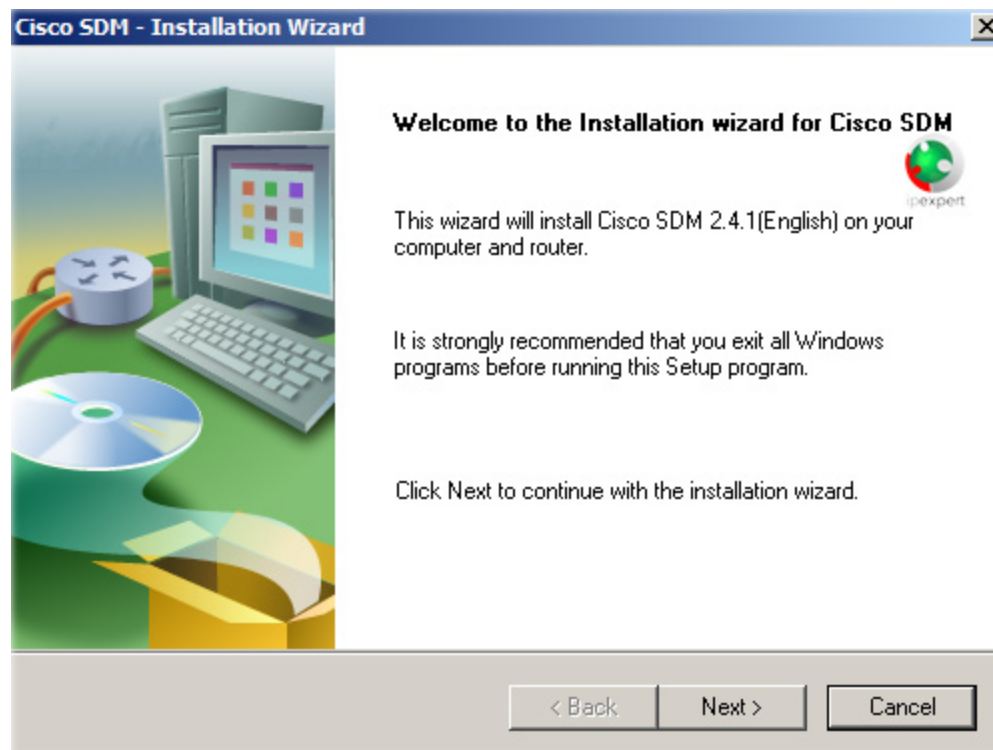 Cisco SDM - Installation Wizard
Welcome to the Installation wizard for Cisco SDM
ipexpert
This wizard will install Cisco SDM 2.4.1(English) on your
computer and router.
It is strongly recommended that you exit all Windows
programs before running this Setup program.
Click Next to continue with the installation wizard.
< Back
Next >
Cancel